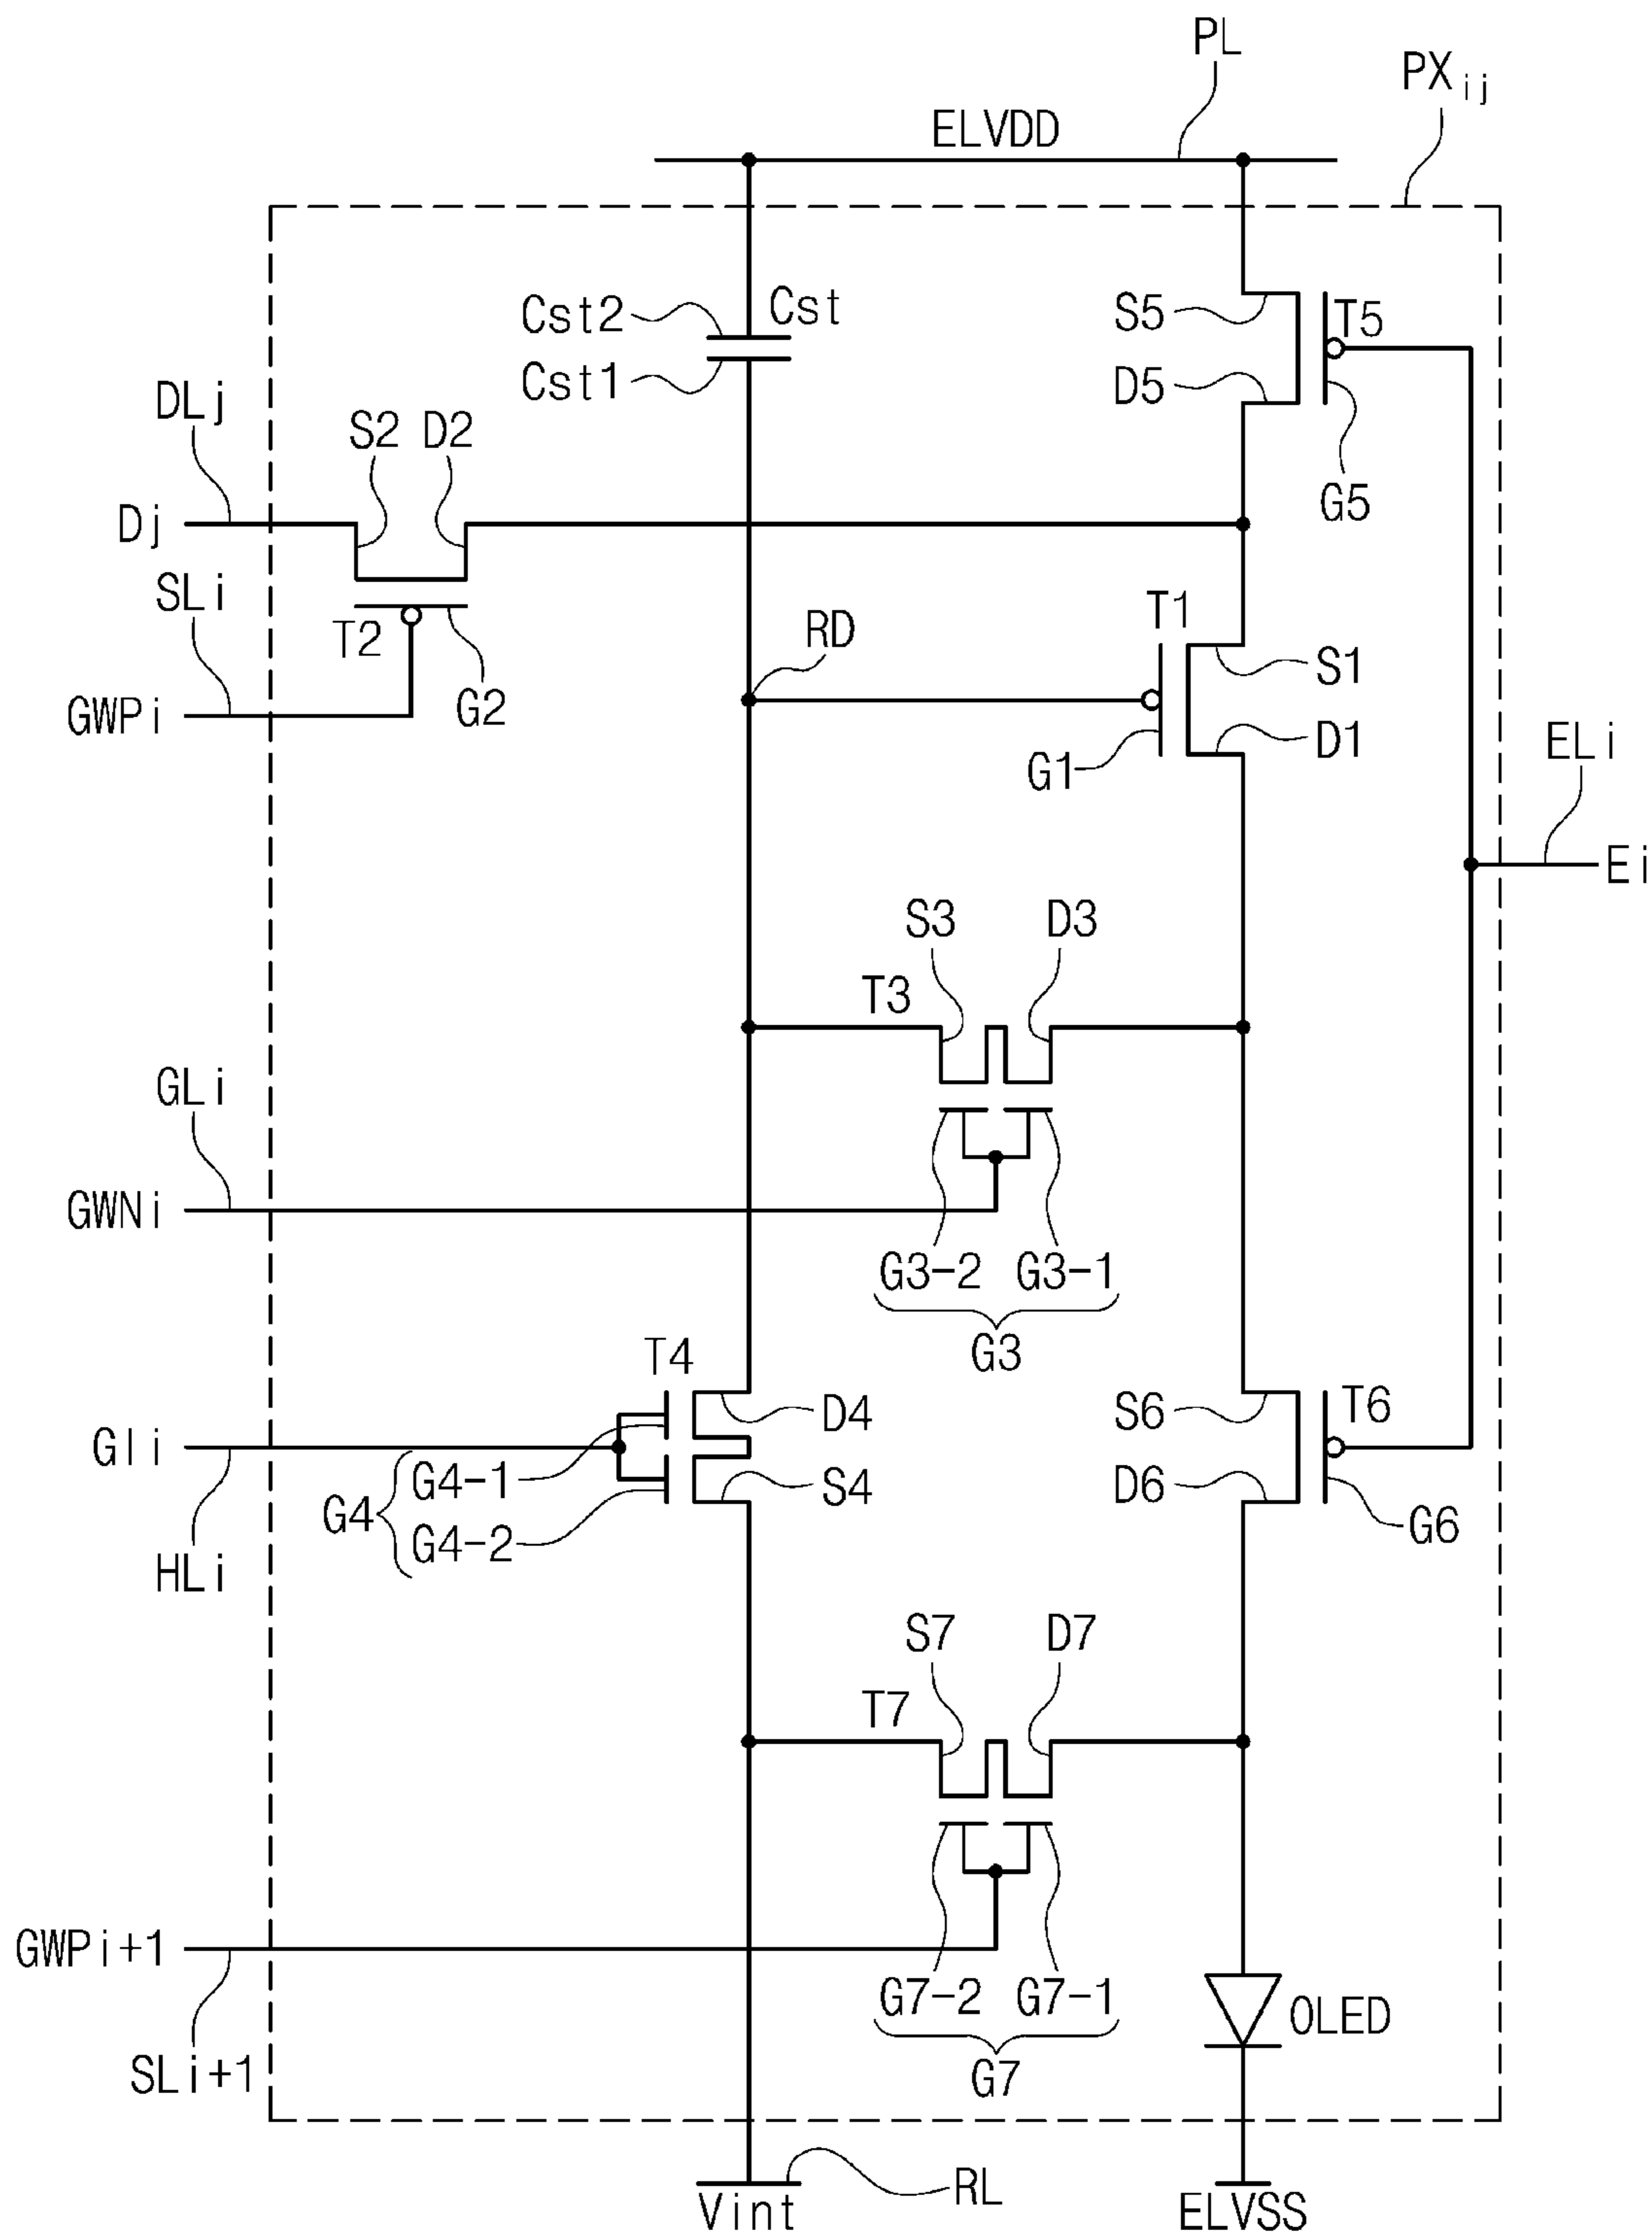 PL
PXij
ELVDD
Cst2
Cst
Cst1
S5
T5
D5
G5
DLj
S2
D2
Dj
SLi
T2
G2
GWPi
RD
T1
S1
D1
G1
ELi
Ei
S3
D3
T3
GLi
GWNi
G3-2
G3-1
G3
T4
D4
S6
T6
GIi
G4-1
G4
S4
D6
G4-2
G6
HLi
S7
D7
T7
GWPi+1
G7-2
G7-1
G7
OLED
SLi+1
RL
Vint
ELVSS